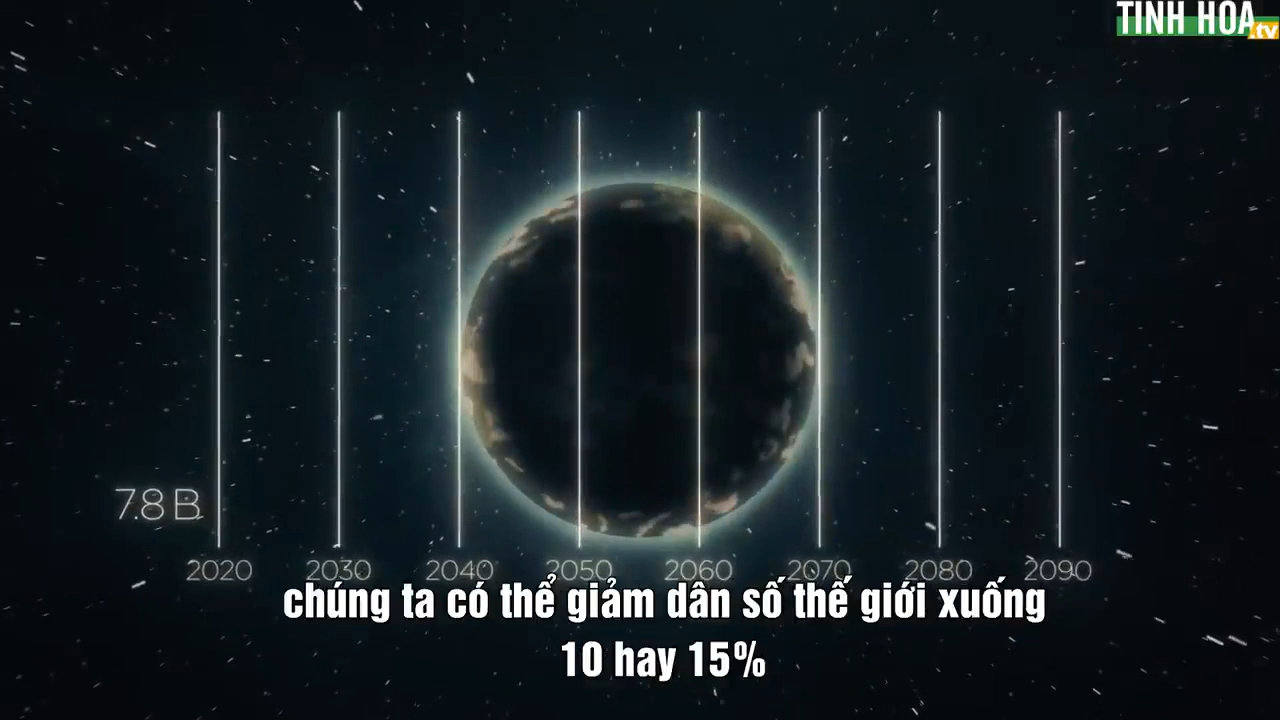 TINH HOA
.tv
7.8 B
2020 2030 2040 2050 2060 2070 2080 2090
chúng ta có thể giảm dân số thế giới xuống
10 hay 15%